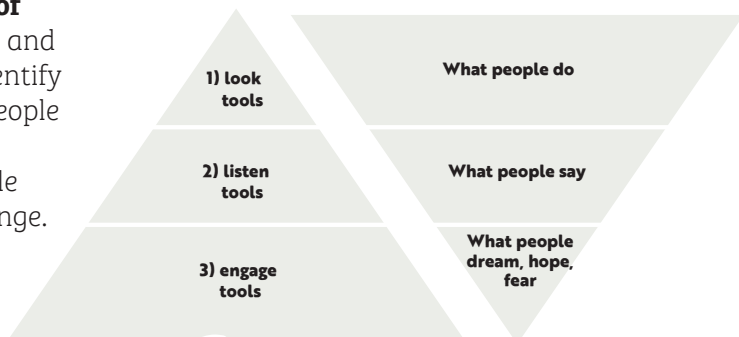 of
and
entify
eople
le
nge.
1) look
tools
2) listen
tools
3) engage
tools
What people do
What people say
What people
dream, hope,
fear